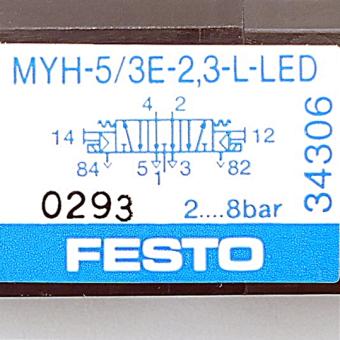 MYH-5/3E-2,3-L-LED
4 2
14 12
84 5 3 82
1
0293 2....8bar
34306
FESTO